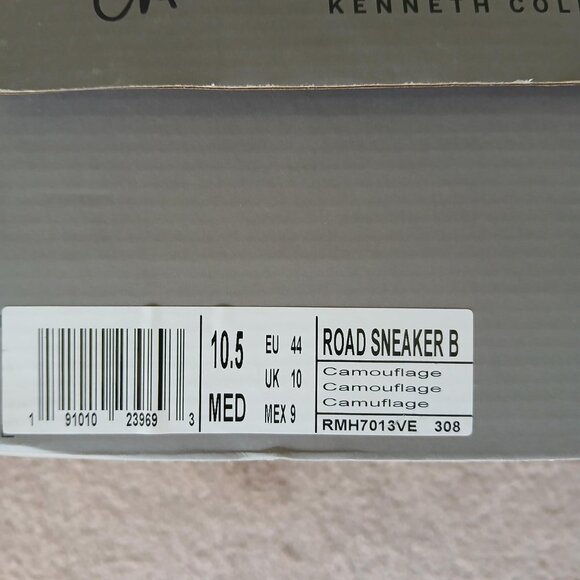 KENNETH COL
10.5
MED
EU 44
UK 10
MEX 9
ROAD SNEAKER B
Camouflage
Camouflage
Camuflage
RMH7013VE 308
1 91010 23969 3